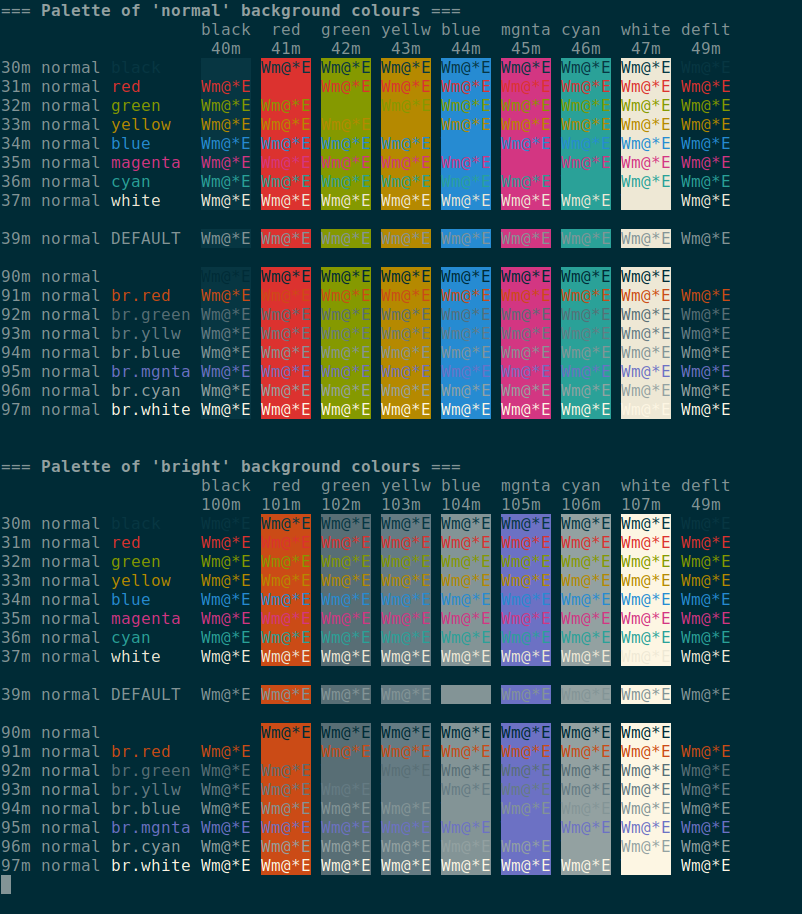 === Palette of 'normal' background colours ===
black red green yellw blue mgnta cyan white deflt
40m 41m 42m 43m 44m 45m 46m 47m 49m
30m normal black Wm@*E Wm@*E Wm@*E Wm@*E Wm@*E Wm@*E Wm@*E Wm@*E
31m normal red Wm@*E Wm@*E Wm@*E Wm@*E Wm@*E Wm@*E Wm@*E Wm@*E
32m normal green Wm@*E Wm@*E Wm@*E Wm@*E Wm@*E Wm@*E Wm@*E Wm@*E
33m normal yellow Wm@*E Wm@*E Wm@*E Wm@*E Wm@*E Wm@*E Wm@*E Wm@*E
34m normal blue Wm@*E Wm@*E Wm@*E Wm@*E Wm@*E Wm@*E Wm@*E Wm@*E
35m normal magenta Wm@*E Wm@*E Wm@*E Wm@*E Wm@*E Wm@*E Wm@*E Wm@*E
36m normal cyan Wm@*E Wm@*E Wm@*E Wm@*E Wm@*E Wm@*E Wm@*E Wm@*E
37m normal white Wm@*E Wm@*E Wm@*E Wm@*E Wm@*E Wm@*E Wm@*E Wm@*E
39m normal DEFAULT Wm@*E Wm@*E Wm@*E Wm@*E Wm@*E Wm@*E Wm@*E Wm@*E Wm@*E
90m normal Wm@*E Wm@*E Wm@*E Wm@*E Wm@*E Wm@*E Wm@*E Wm@*E
91m normal br.red Wm@*E Wm@*E Wm@*E Wm@*E Wm@*E Wm@*E Wm@*E Wm@*E Wm@*E
92m normal br.green Wm@*E Wm@*E Wm@*E Wm@*E Wm@*E Wm@*E Wm@*E Wm@*E Wm@*E
93m normal br.yllw Wm@*E Wm@*E Wm@*E Wm@*E Wm@*E Wm@*E Wm@*E Wm@*E Wm@*E
94m normal br.blue Wm@*E Wm@*E Wm@*E Wm@*E Wm@*E Wm@*E Wm@*E Wm@*E Wm@*E
95m normal br.mgnta Wm@*E Wm@*E Wm@*E Wm@*E Wm@*E Wm@*E Wm@*E Wm@*E Wm@*E
96m normal br.cyan Wm@*E Wm@*E Wm@*E Wm@*E Wm@*E Wm@*E Wm@*E Wm@*E Wm@*E
97m normal br.white Wm@*E Wm@*E Wm@*E Wm@*E Wm@*E Wm@*E Wm@*E Wm@*E Wm@*E
=== Palette of 'bright' background colours ===
black red green yellw blue mgnta cyan white deflt
100m 101m 102m 103m 104m 105m 106m 107m 49m
30m normal black Wm@*E Wm@*E Wm@*E Wm@*E Wm@*E Wm@*E Wm@*E Wm@*E Wm@*E
31m normal red Wm@*E Wm@*E Wm@*E Wm@*E Wm@*E Wm@*E Wm@*E Wm@*E Wm@*E
32m normal green Wm@*E Wm@*E Wm@*E Wm@*E Wm@*E Wm@*E Wm@*E Wm@*E Wm@*E
33m normal yellow Wm@*E Wm@*E Wm@*E Wm@*E Wm@*E Wm@*E Wm@*E Wm@*E Wm@*E
34m normal blue Wm@*E Wm@*E Wm@*E Wm@*E Wm@*E Wm@*E Wm@*E Wm@*E Wm@*E
35m normal magenta Wm@*E Wm@*E Wm@*E Wm@*E Wm@*E Wm@*E Wm@*E Wm@*E Wm@*E
36m normal cyan Wm@*E Wm@*E Wm@*E Wm@*E Wm@*E Wm@*E Wm@*E Wm@*E Wm@*E
37m normal white Wm@*E Wm@*E Wm@*E Wm@*E Wm@*E Wm@*E Wm@*E Wm@*E Wm@*E
39m normal DEFAULT Wm@*E Wm@*E Wm@*E Wm@*E Wm@*E Wm@*E Wm@*E Wm@*E
90m normal Wm@*E Wm@*E Wm@*E Wm@*E Wm@*E Wm@*E Wm@*E
91m normal br.red Wm@*E Wm@*E Wm@*E Wm@*E Wm@*E Wm@*E Wm@*E Wm@*E
92m normal br.green Wm@*E Wm@*E Wm@*E Wm@*E Wm@*E Wm@*E Wm@*E Wm@*E
93m normal br.yllw Wm@*E Wm@*E Wm@*E Wm@*E Wm@*E Wm@*E Wm@*E Wm@*E
94m normal br.blue Wm@*E Wm@*E Wm@*E Wm@*E Wm@*E Wm@*E Wm@*E Wm@*E
95m normal br.mgnta Wm@*E Wm@*E Wm@*E Wm@*E Wm@*E Wm@*E Wm@*E Wm@*E
96m normal br.cyan Wm@*E Wm@*E Wm@*E Wm@*E Wm@*E Wm@*E Wm@*E Wm@*E
97m normal br.white Wm@*E Wm@*E Wm@*E Wm@*E Wm@*E Wm@*E Wm@*E Wm@*E